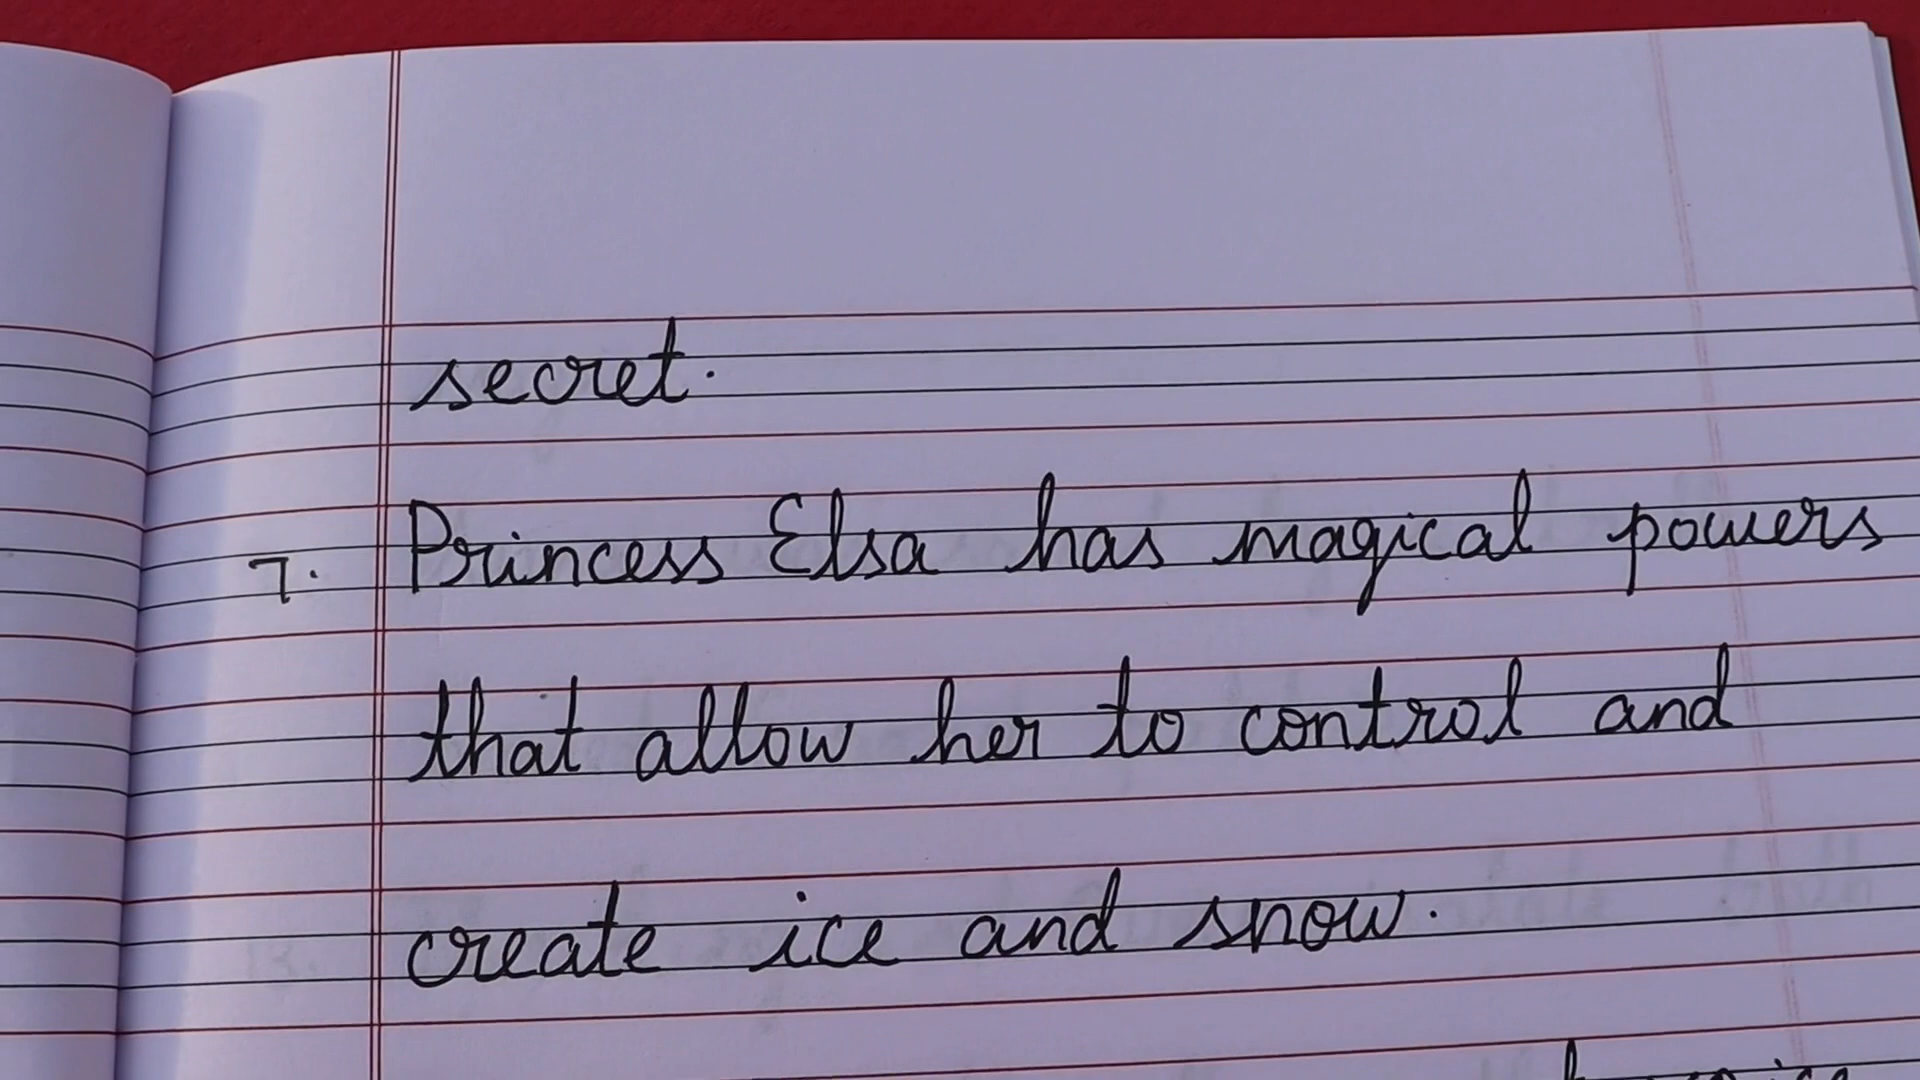 secret.
7. Princess Elsa has magical powers
that allow her to control and
create ice and snow.